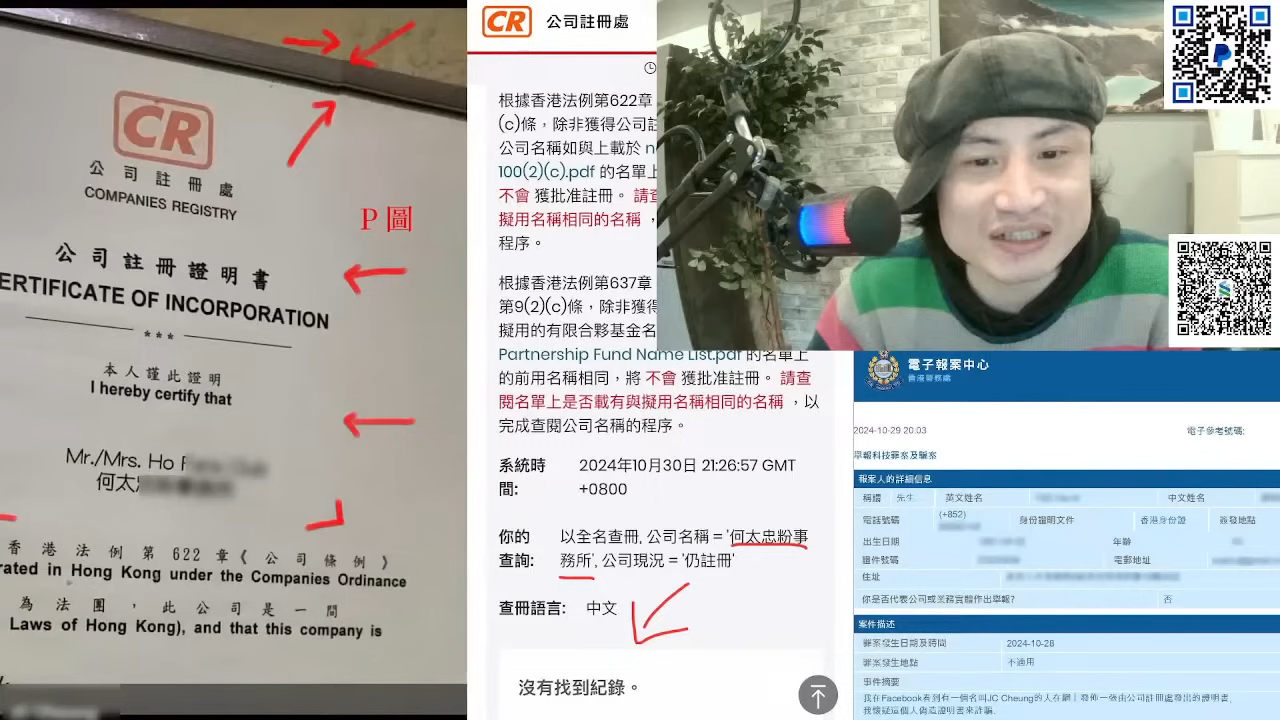 CR
公司註冊處
COMPANIES REGISTRY
P圖
公司註冊證明書
ERTIFICATE OF INCORPORATION
***
本人謹此證明
I hereby certify that
Mr./Mrs. Ho
何太
香港法例第622章《公司條例》
rated in Hong Kong under the Companies Ordinance
為法團，此公司是一間
Laws of Hong Kong), and that this company is
CR 公司註冊處
根據香港法例第622章
(c)條，除非獲得公司註
公司名稱如與上載於 n
100(2)(c).pdf 的名單上
不會 獲批准註冊。 請查
擬用名稱相同的名稱 ，
程序。
根據香港法例第637章
第9(2)(c)條，除非獲得
擬用的有限合夥基金名
Partnership Fund Name List.pdf 的名單上
的前用名稱相同，將 不會 獲批准註冊。 請查
閱名單上是否載有與擬用名稱相同的名稱 ，以
完成查閱公司名稱的程序。
系統時間: 2024年10月30日 21:26:57 GMT
+0800
你的查詢: 以全名查冊, 公司名稱 = '何太忠粉事
務所', 公司現況 = '仍註冊'
查冊語言: 中文
沒有找到紀錄。
P
電子報案中心
香港警務處
2024-10-29 20:03
電子參考號碼:
舉報科技罪案及騙案
報案人的詳細信息
稱謂 先生 英文姓名 中文姓名
電話號碼 (+852) 身份證明文件 香港身份證 簽發地點
出生日期 年齡
證件號碼 電郵地址
住址
你是否代表公司或業務實體作出舉報? 否
案件描述
罪案發生日期及時間 2024-10-28
罪案發生地點 不適用
事件摘要
我在Facebook看到有一個名叫JC Cheung的人在網上發佈一張由公司註冊處發出的證明書,
我懷疑這個人偽造證明書來詐騙.